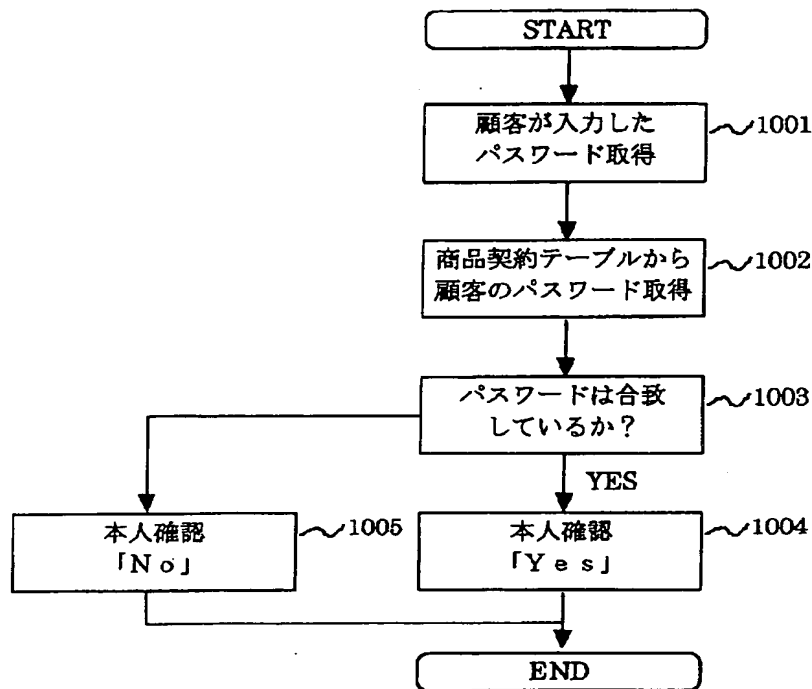 START
顧客が入力した
パスワード取得
1001
商品契約テーブルから
顧客のパスワード取得
1002
パスワードは合致
しているか？
1003
YES
本人確認
「Ｎｏ」
1005
本人確認
「Ｙｅｓ」
1004
END